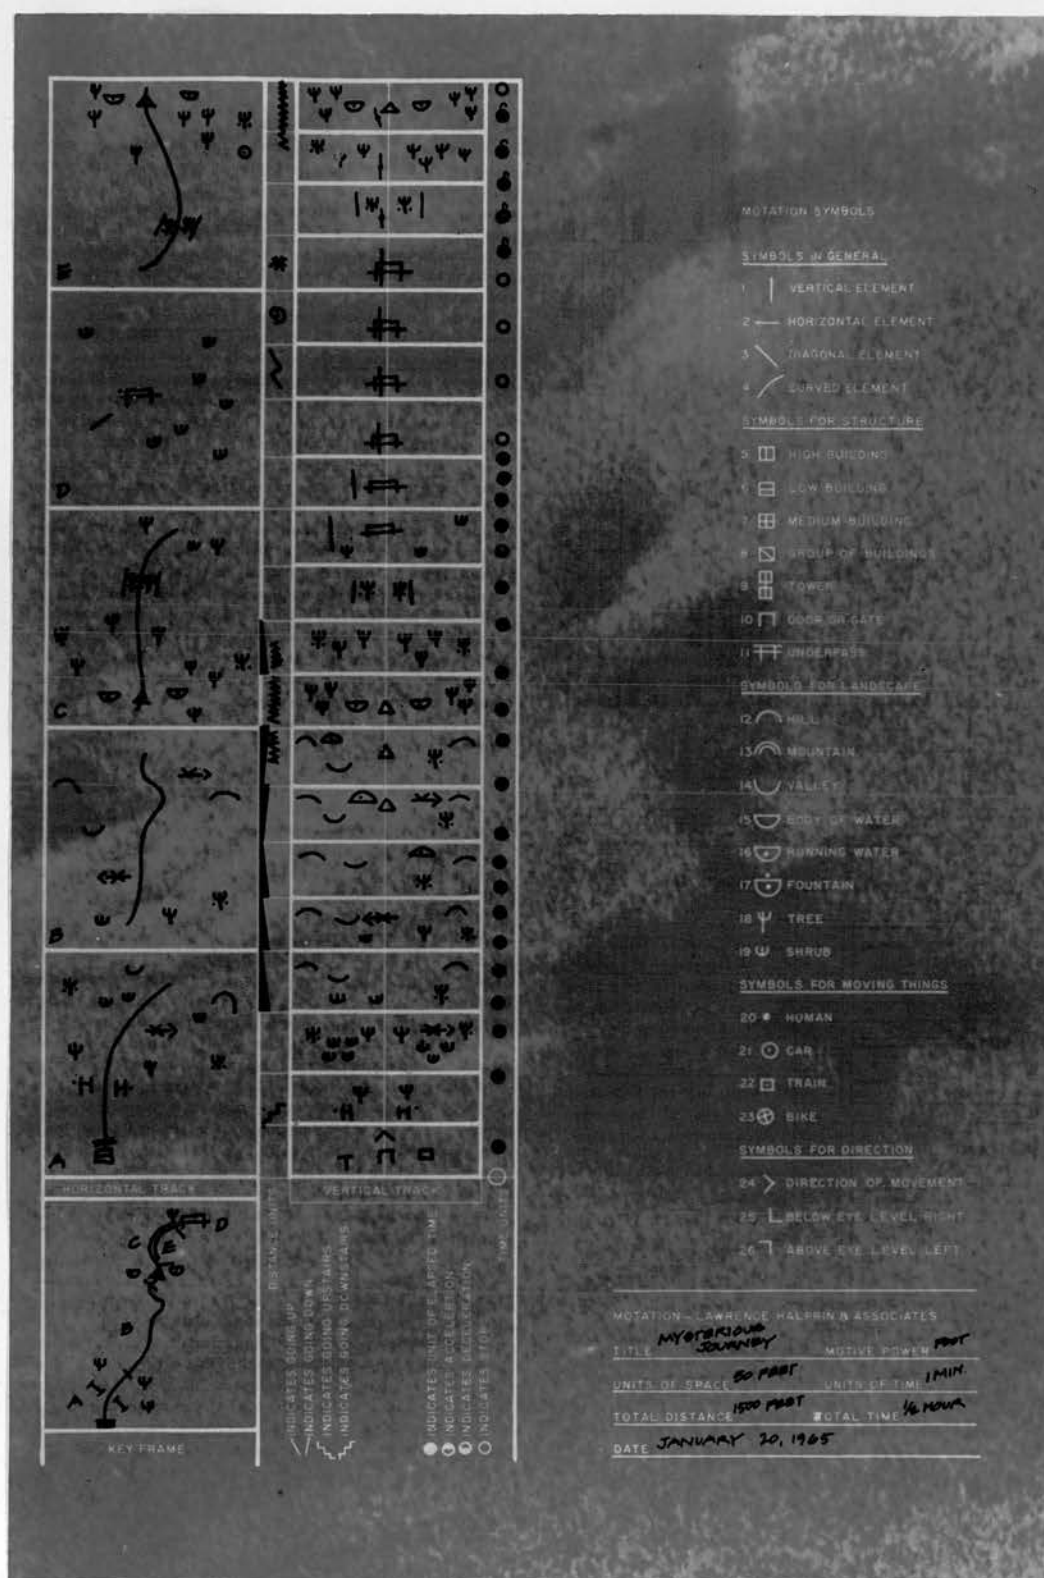 MOTATION SYMBOLS
SYMBOLS IN GENERAL
1 VERTICAL ELEMENT
2 HORIZONTAL ELEMENT
3 DIAGONAL ELEMENT
4 CURVED ELEMENT
SYMBOLS FOR STRUCTURE
5 HIGH BUILDING
6 LOW BUILDING
7 MEDIUM BUILDING
8 GROUP OF BUILDINGS
9 TOWER
10 DOOR OR GATE
11 UNDERPASS
SYMBOLS FOR LANDSCAPE
12 HILL
13 MOUNTAIN
14 VALLEY
15 BODY OF WATER
16 RUNNING WATER
17 FOUNTAIN
18 TREE
19 SHRUB
SYMBOLS FOR MOVING THINGS
20 HUMAN
21 CAR
22 TRAIN
23 BIKE
SYMBOLS FOR DIRECTION
24 DIRECTION OF MOVEMENT
25 BELOW EYE LEVEL RIGHT
26 ABOVE EYE LEVEL LEFT
MOTATION - LAWRENCE HALPRIN & ASSOCIATES
TITLE MYSTERIOUS JOURNEY MOTIVE POWER FOOT
UNITS OF SPACE 50 FEET UNITS OF TIME 1 MIN.
TOTAL DISTANCE 1500 FEET TOTAL TIME 1/2 HOUR
DATE JANUARY 20, 1965
E
D
C
B
A
HORIZONTAL TRACK
VERTICAL TRACK
DISTANCE UNITS
TIME UNITS
D
C
B
A
KEY FRAME
INDICATES GOING UP
INDICATES GOING DOWN
INDICATES GOING UPSTAIRS
INDICATES GOING DOWNSTAIRS
INDICATES UNIT OF ELAPSED TIME
INDICATES ACCELERATION
INDICATES DECELERATION
INDICATES STOP